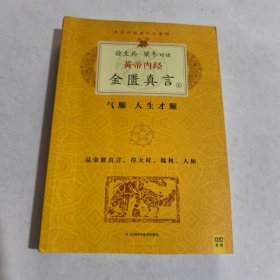 徐文兵 梁冬对话
黄帝内经
金匮真言
气顺 人生才顺
品金匮真言，得天时、地利、人和